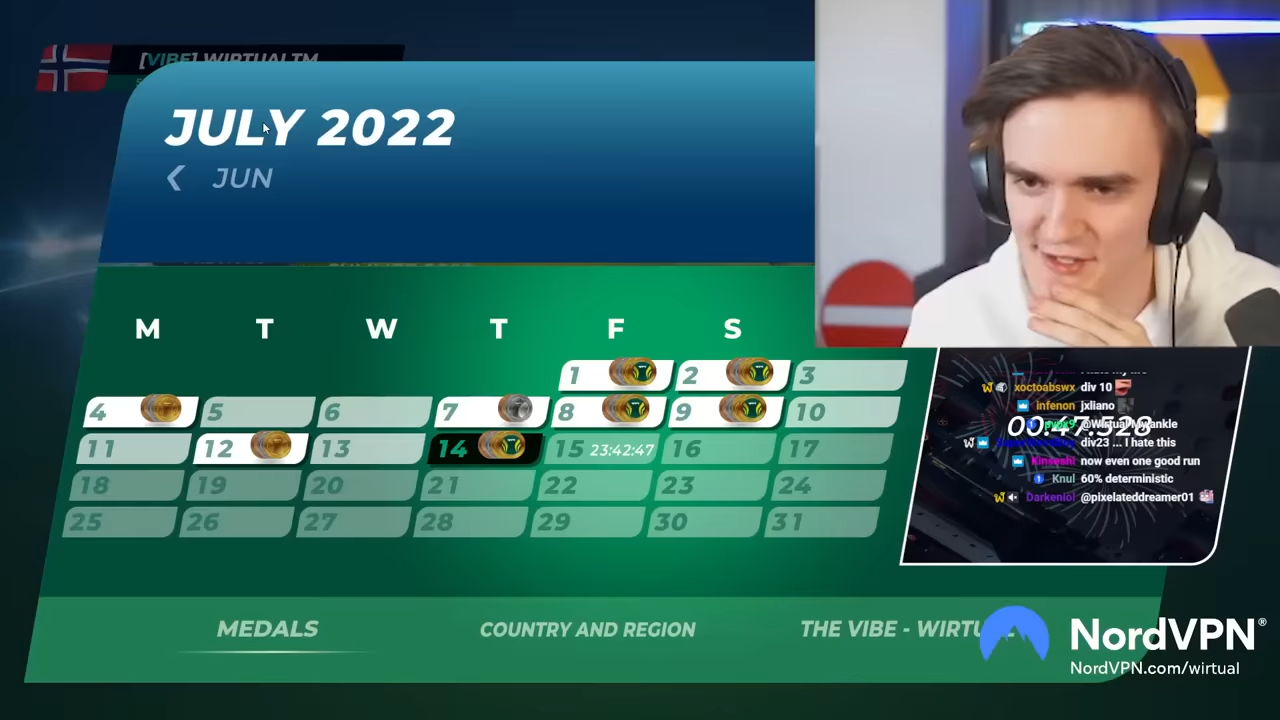 [VIBE] WIRTUALTM
JULY 2022
JUN
M T W T F S
1 2 3
4 5 6 7 8 9 10
11 12 13 14 15 23:42:47 16 17
18 19 20 21 22 23 24
25 26 27 28 29 30 31
MEDALS COUNTRY AND REGION THE VIBE - WIRTU
xoctoabswx div 10
infenon jxliano
00:47.528
div23 ... I hate this
now even one good run
Knul 60% deterministic
Darkenlol @pixelateddreamer01
NordVPN®
NordVPN.com/wirtual